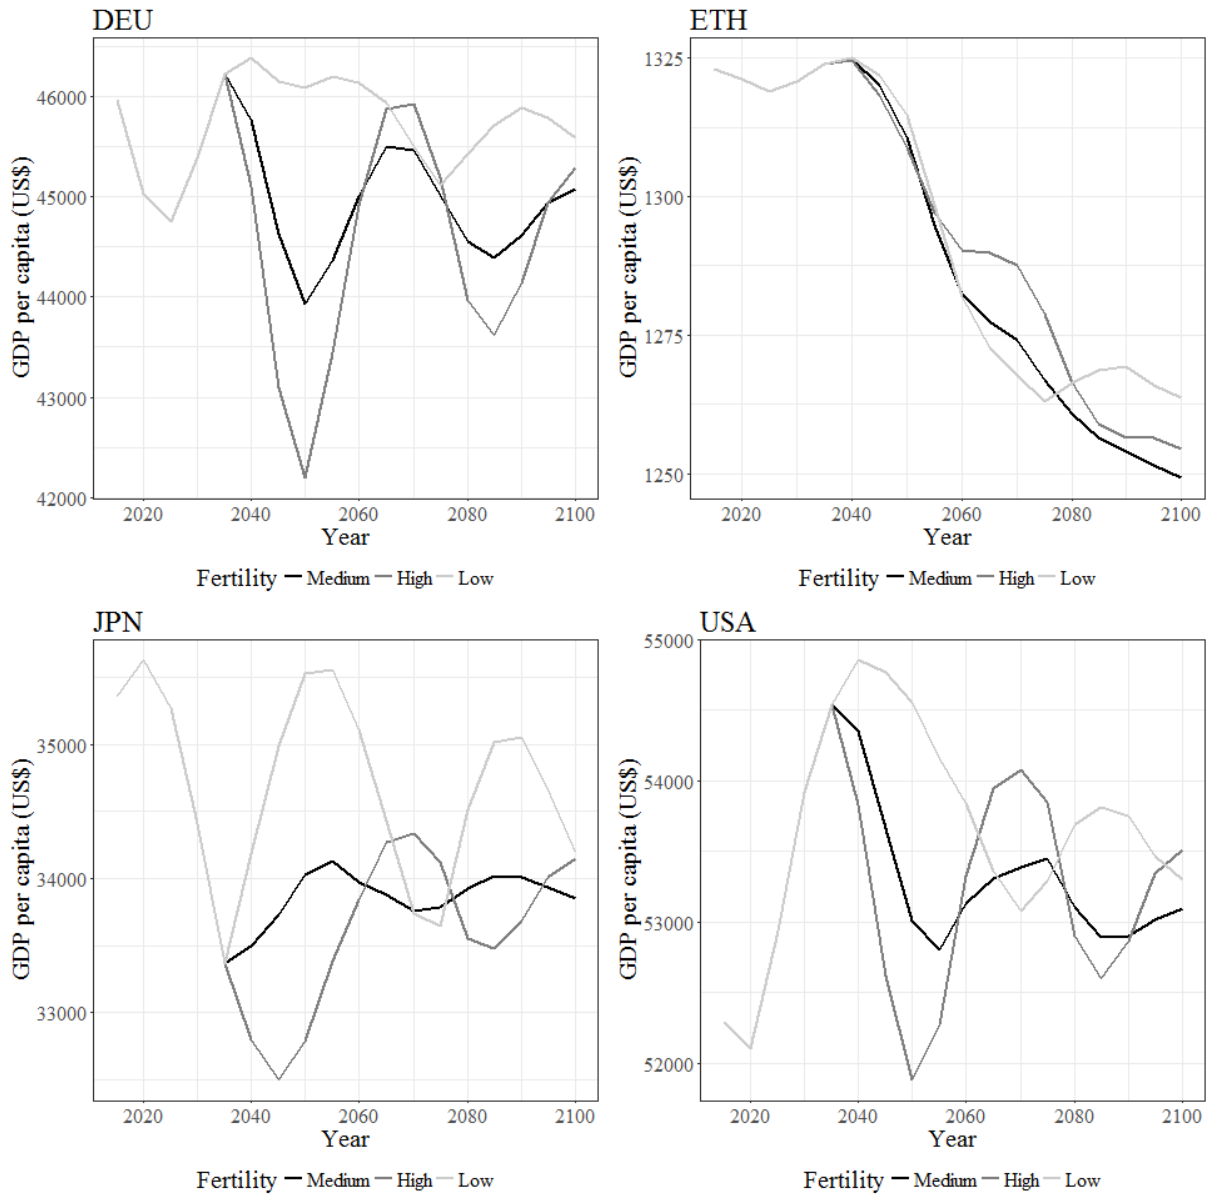 DEU
GDP per capita (US$)
46000
45000
44000
43000
42000
2020 2040 2060 2080 2100
Year
Fertility Medium High Low
ETH
GDP per capita (US$)
1325
1300
1275
1250
2020 2040 2060 2080 2100
Year
Fertility Medium High Low
JPN
GDP per capita (US$)
35000
34000
33000
2020 2040 2060 2080 2100
Year
Fertility Medium High Low
USA
GDP per capita (US$)
55000
54000
53000
52000
2020 2040 2060 2080 2100
Year
Fertility Medium High Low